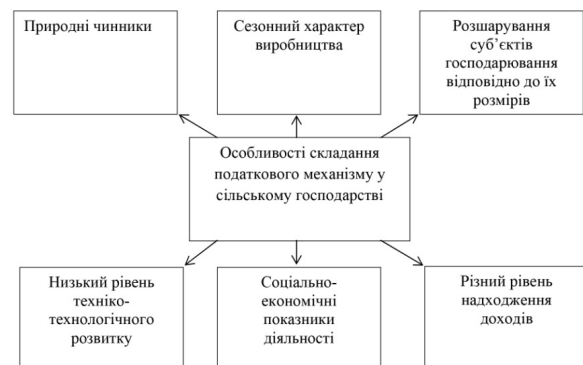 Природні чинники
Сезонний характер
виробництва
Розшарування
суб’єктів
господарювання
відповідно до їх
розмірів
Особливості складання
податкового механізму у
сільському господарстві
Низький рівень
техніко-
технологічного
розвитку
Соціально-
економічні
показники
діяльності
Різний рівень
надходження
доходів